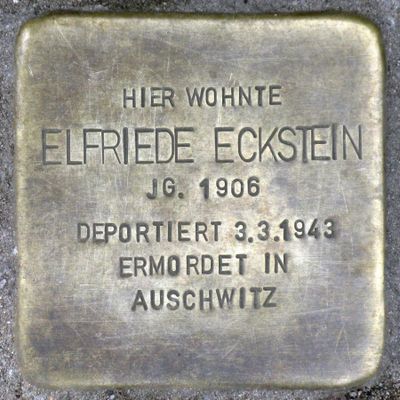 HIER WOHNTE
ELFRIEDE ECKSTEIN
JG. 1906
DEPORTIERT 3.3.1943
ERMORDET IN
AUSCHWITZ